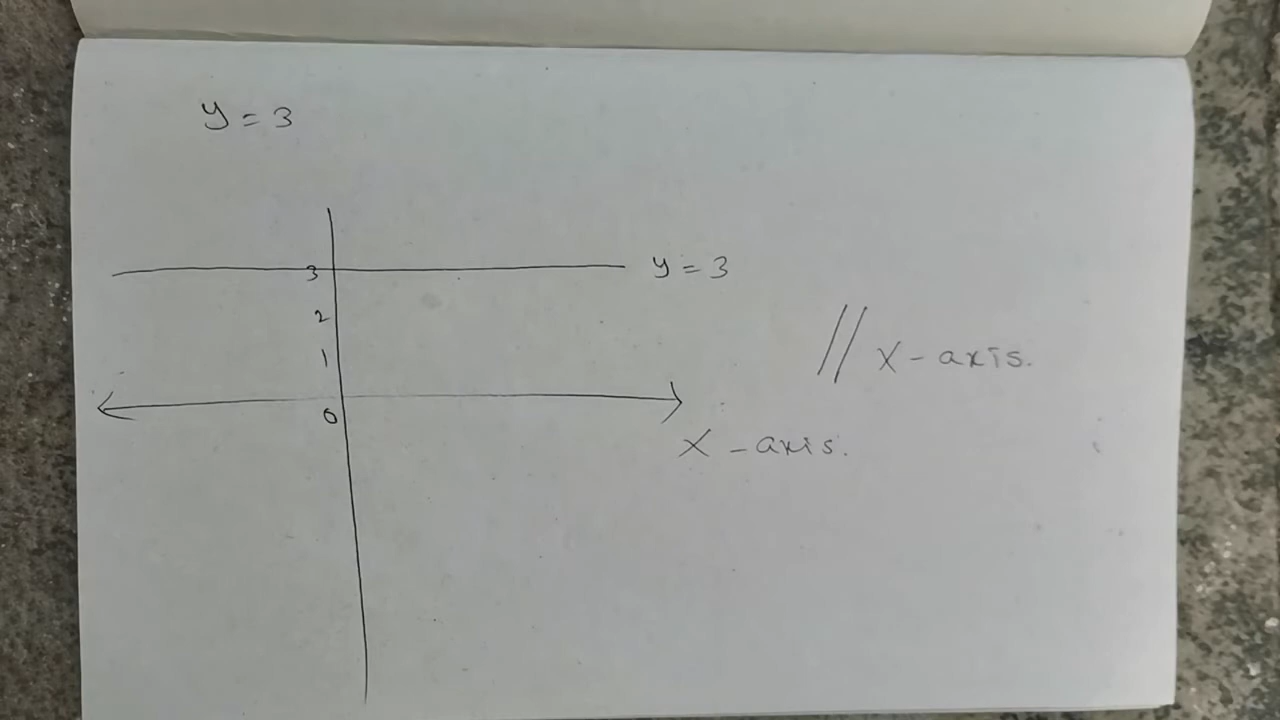 y = 3
3
y = 3
2
1
// x-axis.
0
x-axis.